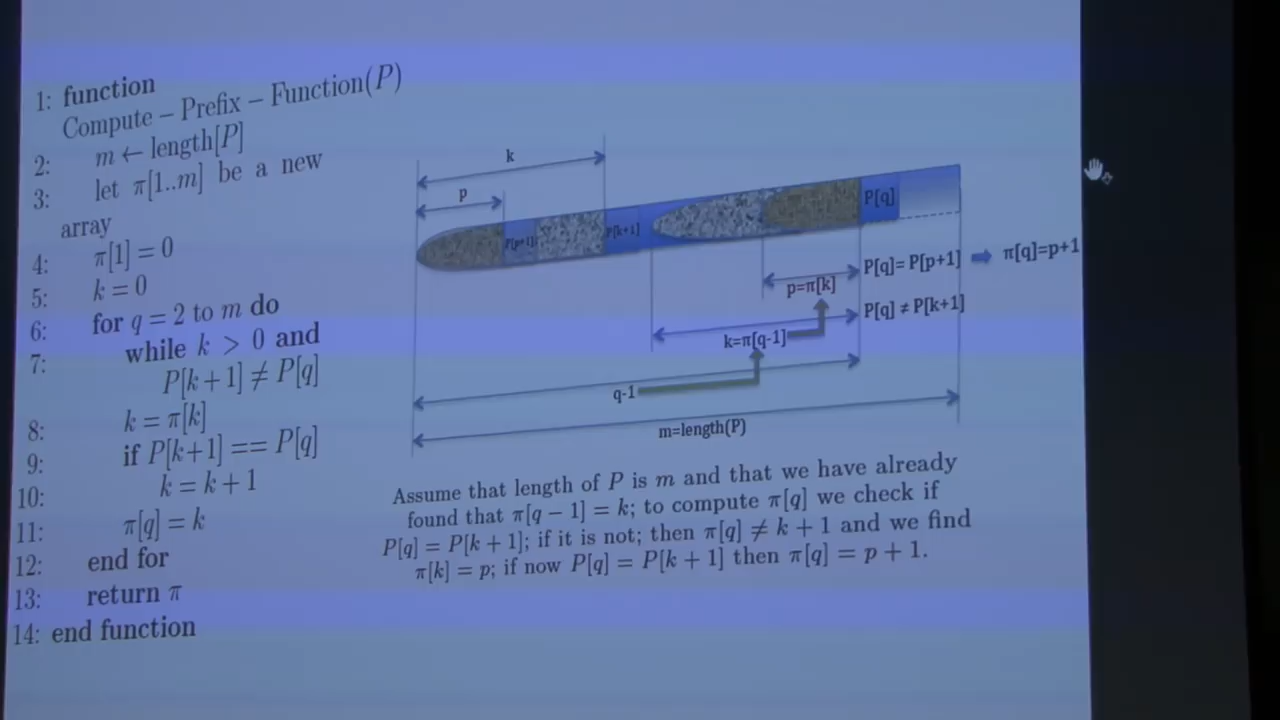 1: function
Compute – Prefix – Function(P)
2: m ← length[P]
3: let π[1..m] be a new
array
4: π[1] = 0
5: k = 0
6: for q = 2 to m do
7: while k > 0 and
P[k+1] ≠ P[q]
8: k = π[k]
9: if P[k+1] == P[q]
10: k = k + 1
11: π[q] = k
12: end for
13: return π
14: end function
k
p
P[p+1]
P[k+1]
P[q]
P[q]= P[p+1] ➡ π[q]=p+1
p=π[k]
P[q] ≠ P[k+1]
k=π[q-1]
q-1
m=length(P)
Assume that length of P is m and that we have already
found that π[q − 1] = k; to compute π[q] we check if
P[q] = P[k + 1]; if it is not; then π[q] ≠ k + 1 and we find
π[k] = p; if now P[q] = P[k + 1] then π[q] = p + 1.